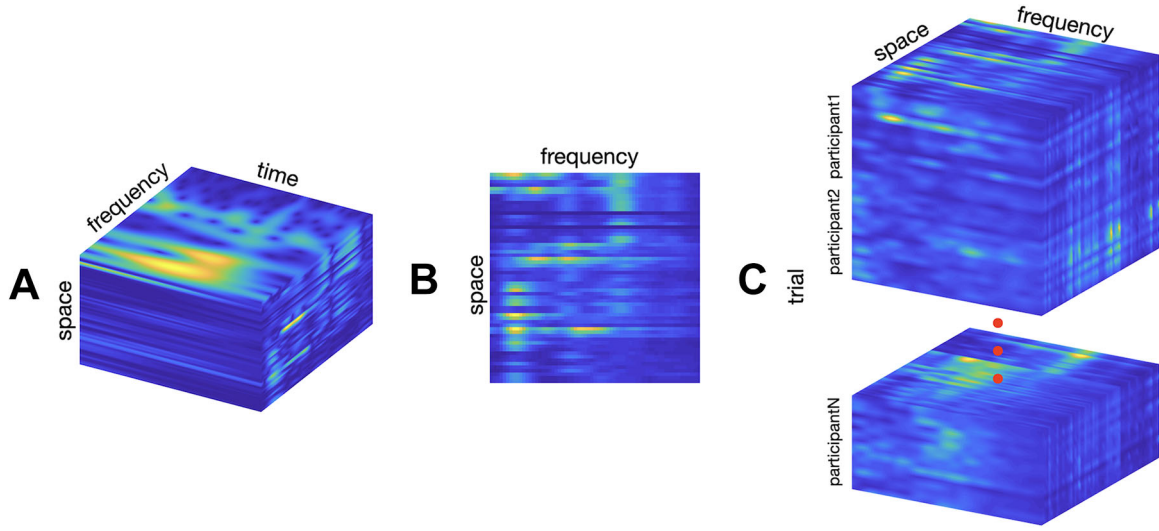 A
frequency
time
space
B
frequency
space
C
space
frequency
trial
participant1
participant2
participantN